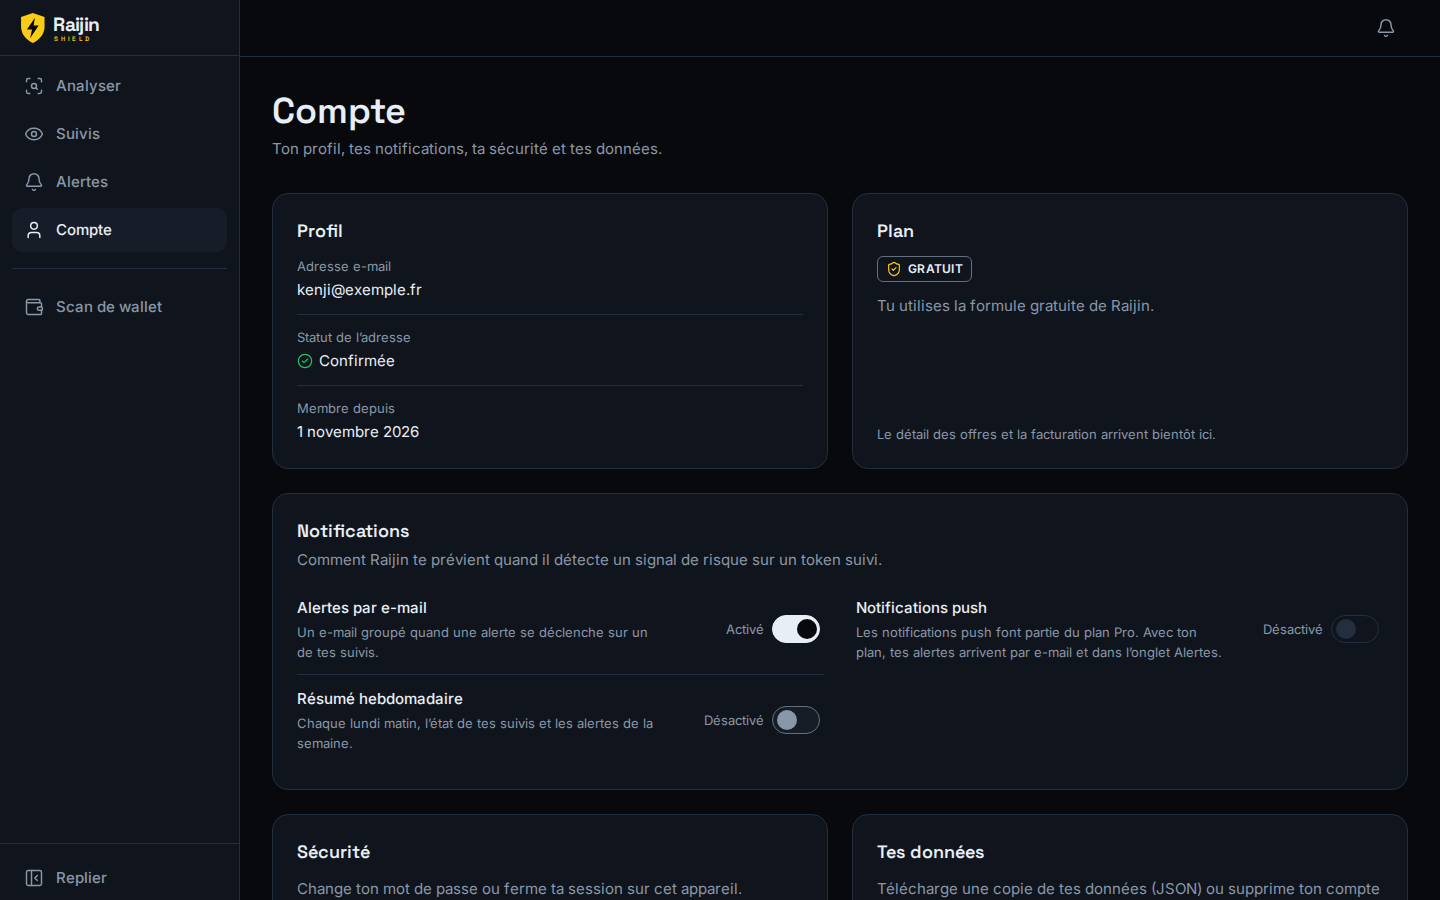 Raijin
SHIELD
Analyser
Suivis
Alertes
Compte
Scan de wallet
Replier
Compte
Ton profil, tes notifications, ta sécurité et tes données.
Profil
Adresse e-mail
kenji@exemple.fr
Statut de l'adresse
Confirmée
Membre depuis
1 novembre 2026
Plan
GRATUIT
Tu utilises la formule gratuite de Raijin.
Le détail des offres et la facturation arrivent bientôt ici.
Notifications
Comment Raijin te prévient quand il détecte un signal de risque sur un token suivi.
Alertes par e-mail
Un e-mail groupé quand une alerte se déclenche sur un
de tes suivis.
Activé
Notifications push
Les notifications push font partie du plan Pro. Avec ton
plan, tes alertes arrivent par e-mail et dans l'onglet Alertes.
Désactivé
Résumé hebdomadaire
Chaque lundi matin, l'état de tes suivis et les alertes de la
semaine.
Désactivé
Sécurité
Change ton mot de passe ou ferme ta session sur cet appareil.
Tes données
Télécharge une copie de tes données (JSON) ou supprime ton compte